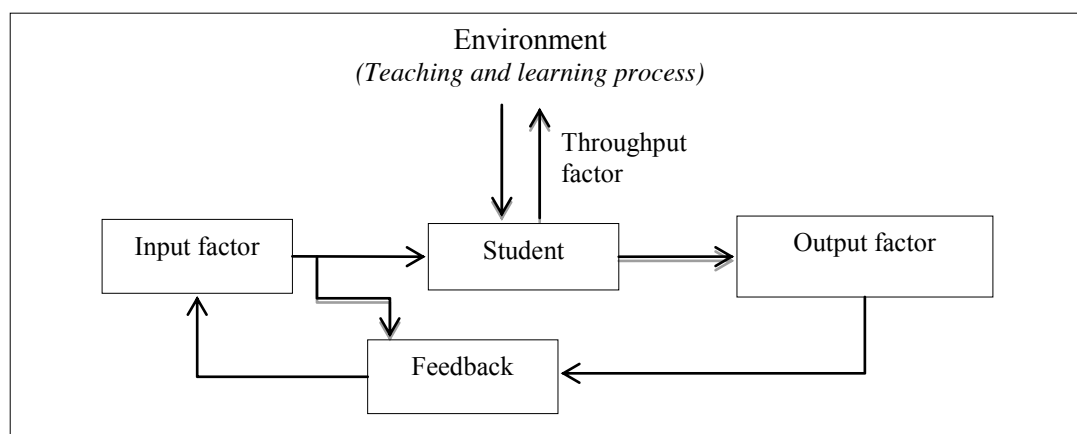 Environment
(Teaching and learning process)
Throughput
factor
Input factor
Student
Output factor
Feedback